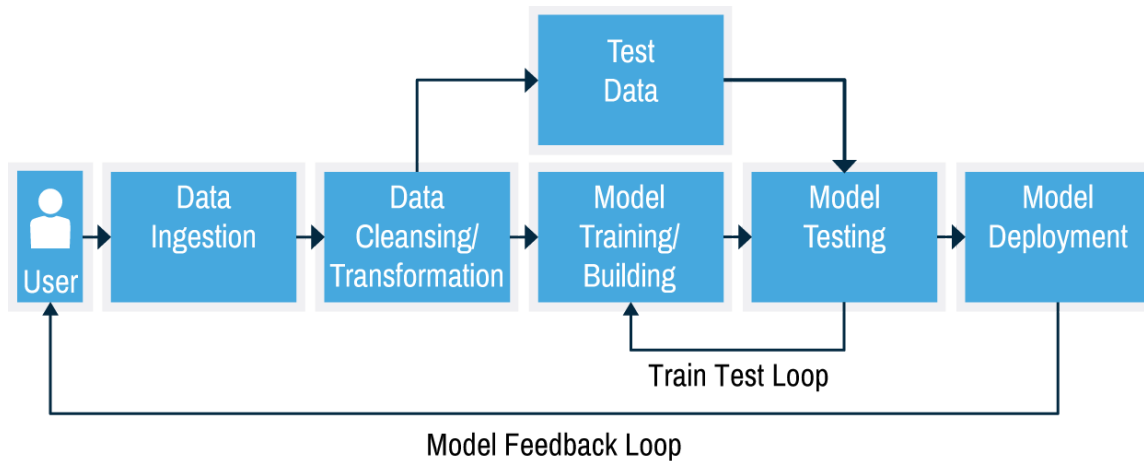 Test
Data
User
Data
Ingestion
Data
Cleansing/
Transformation
Model
Training/
Building
Model
Testing
Model
Deployment
Train Test Loop
Model Feedback Loop